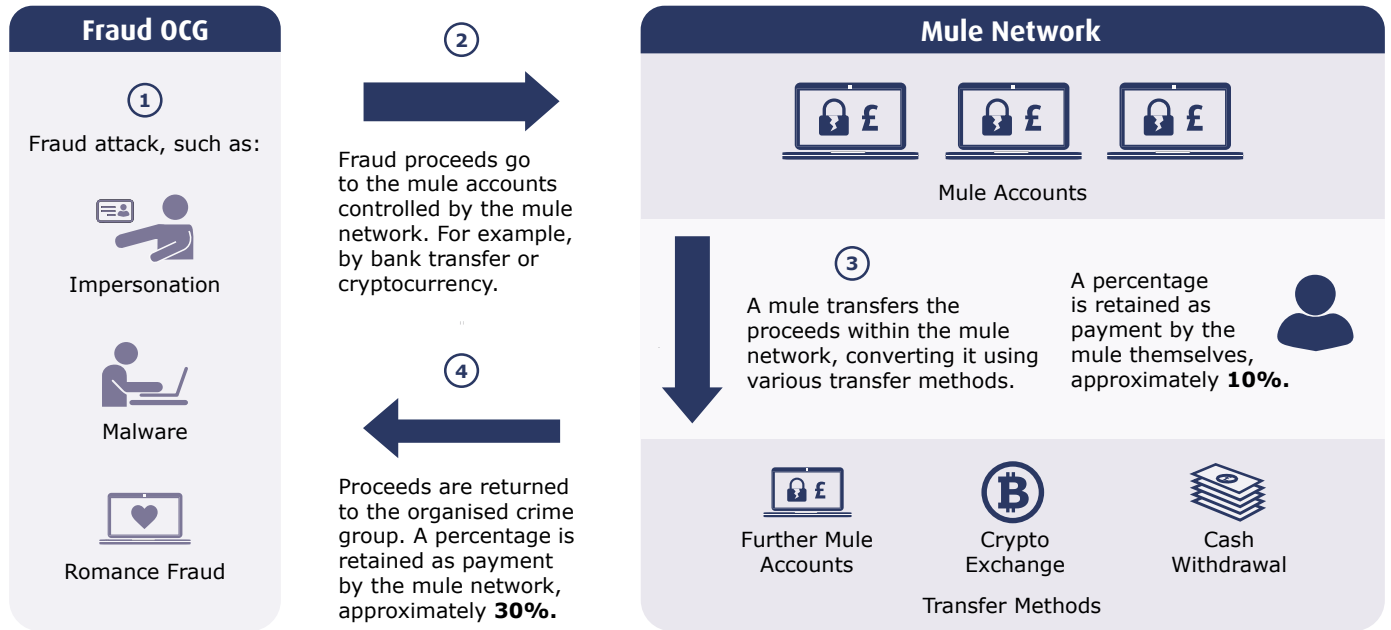 Fraud OCG
1
Fraud attack, such as:
Impersonation
Malware
Romance Fraud
2
Fraud proceeds go
to the mule accounts
controlled by the mule
network. For example,
by bank transfer or
cryptocurrency.
4
Proceeds are returned
to the organised crime
group. A percentage is
retained as payment
by the mule network,
approximately 30%.
Mule Network
£
£
£
Mule Accounts
3
A mule transfers the
proceeds within the mule
network, converting it using
various transfer methods.
A percentage
is retained as
payment by the
mule themselves,
approximately 10%.
£
Further Mule
Accounts
₿
Crypto
Exchange
Cash
Withdrawal
Transfer Methods